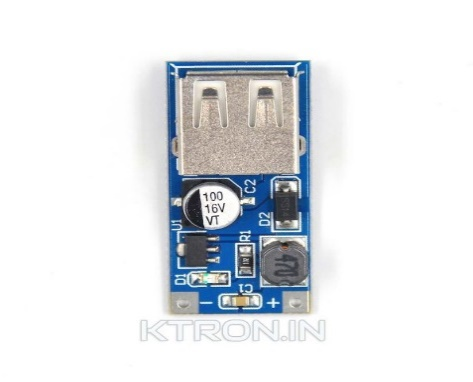 100
16V
VT
C2
D2
U1
R1
470
D1
C1
- +
KTRON.IN